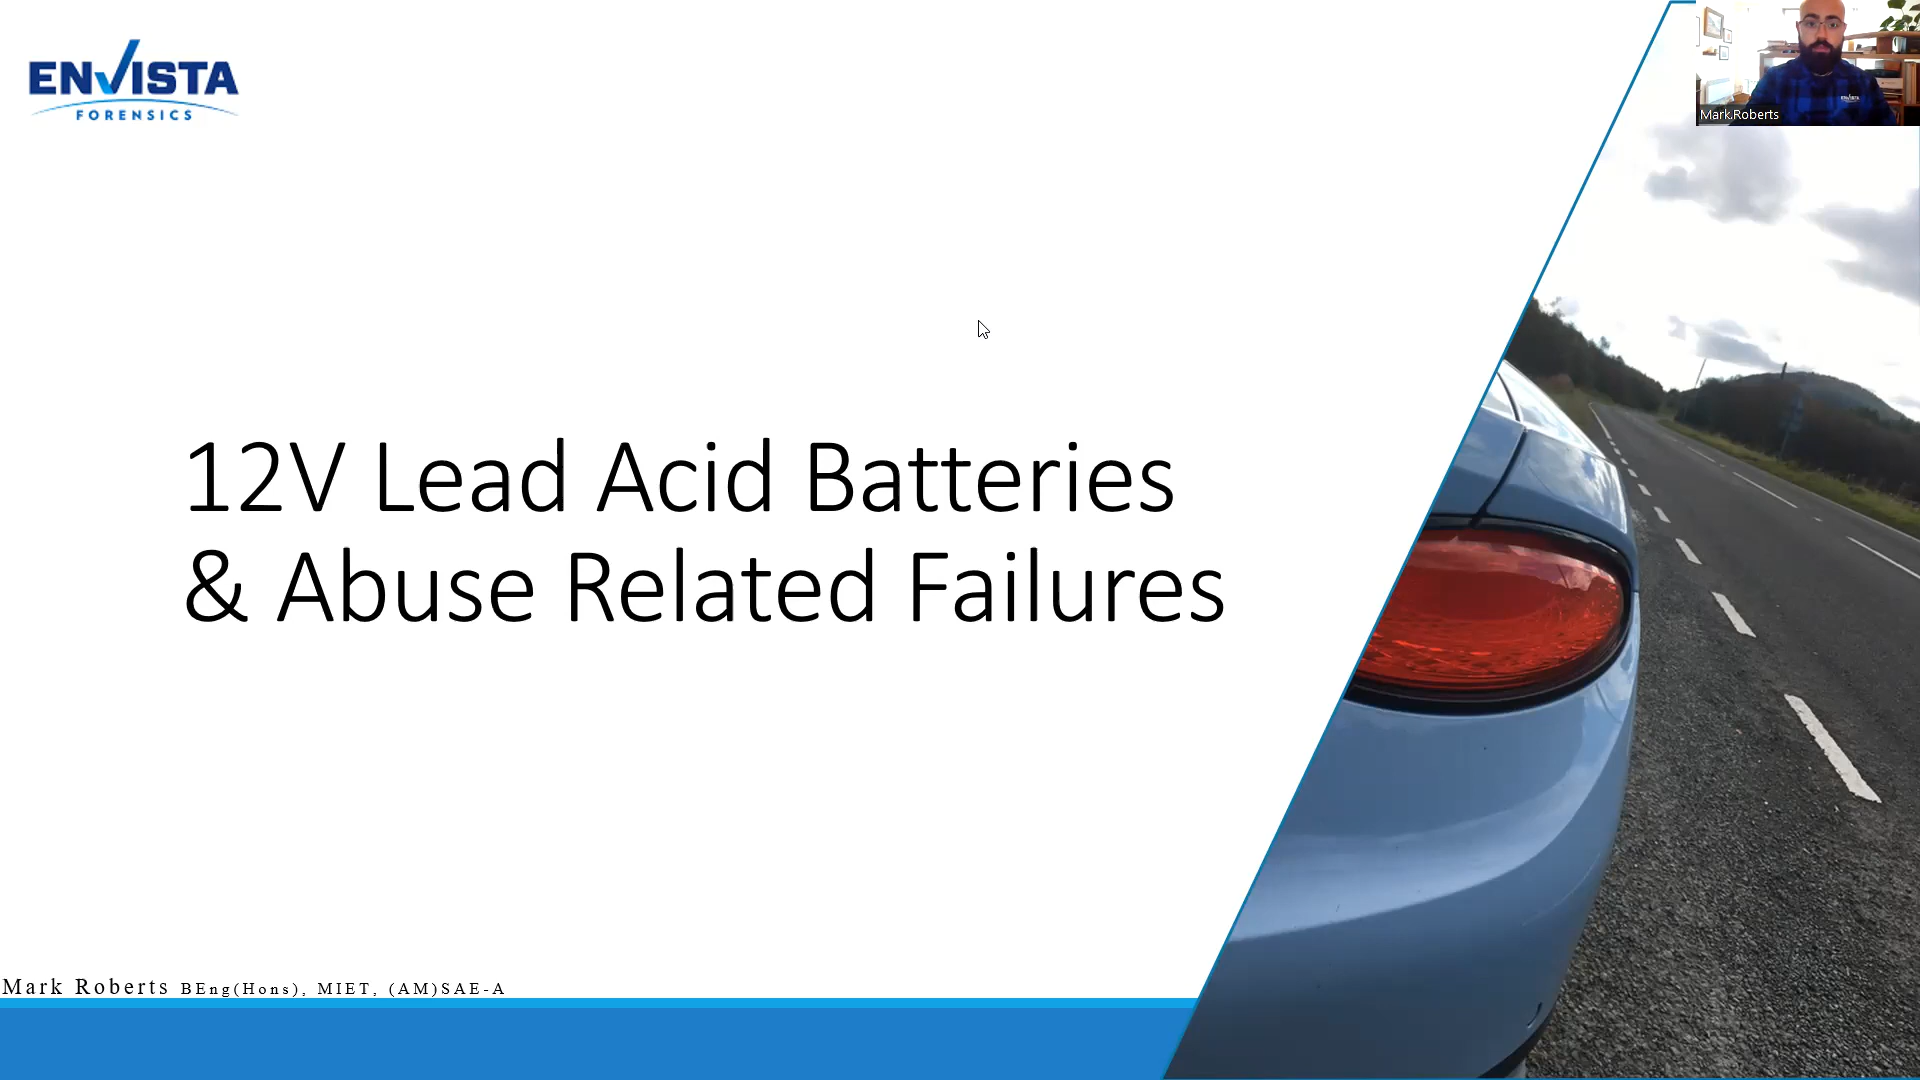 ENVISTA
FORENSICS
Mark.Roberts
12V Lead Acid Batteries
& Abuse Related Failures
Mark Roberts BEng(Hons), MIET, (AM)SAE-A